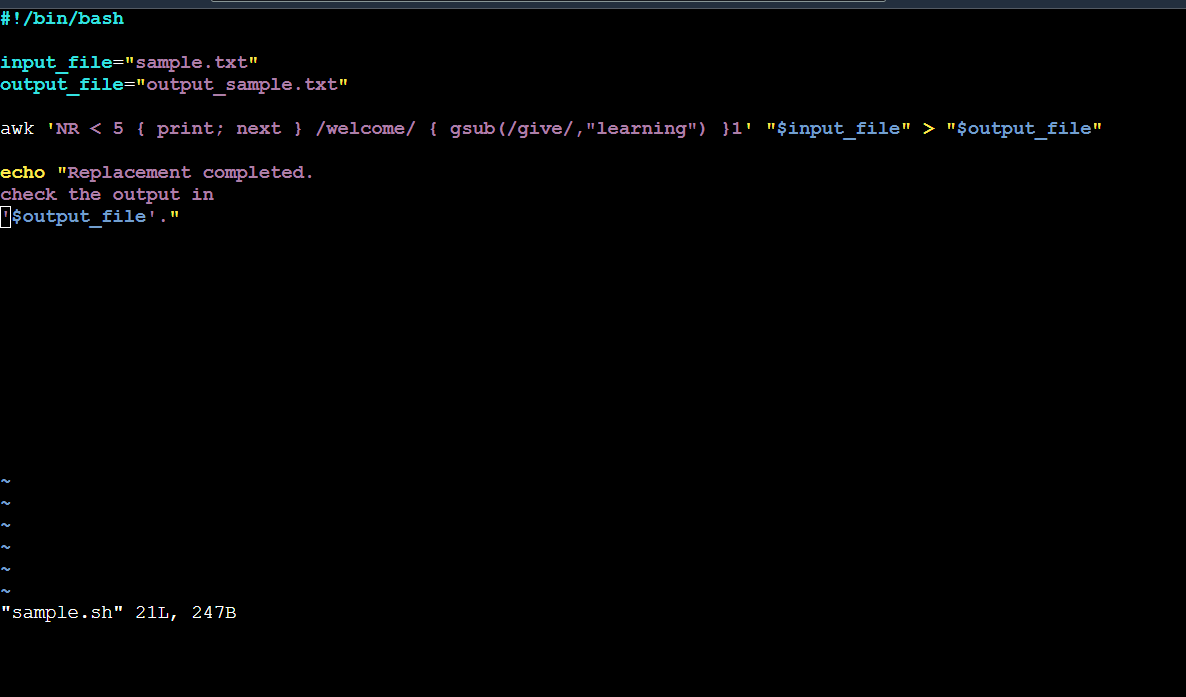 #!/bin/bash
input_file="sample.txt"
output_file="output_sample.txt"
awk 'NR < 5 { print; next } /welcome/ { gsub(/give/,"learning") }1' "$input_file" > "$output_file"
echo "Replacement completed.
check the output in
'$output_file'."
~
~
~
~
~
~
"sample.sh" 21L, 247B